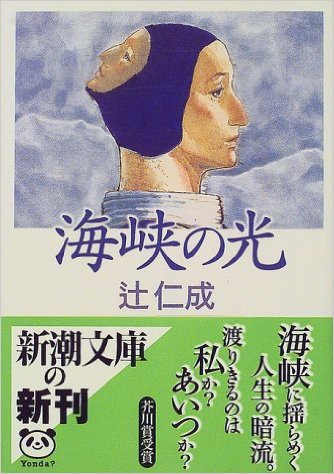 海峡の光
辻仁成
新潮文庫
の
新刊
Yonda?
海峡に揺らめく
人生の暗流。
渡りきるのは
私か?
あいつか?
芥川賞受賞